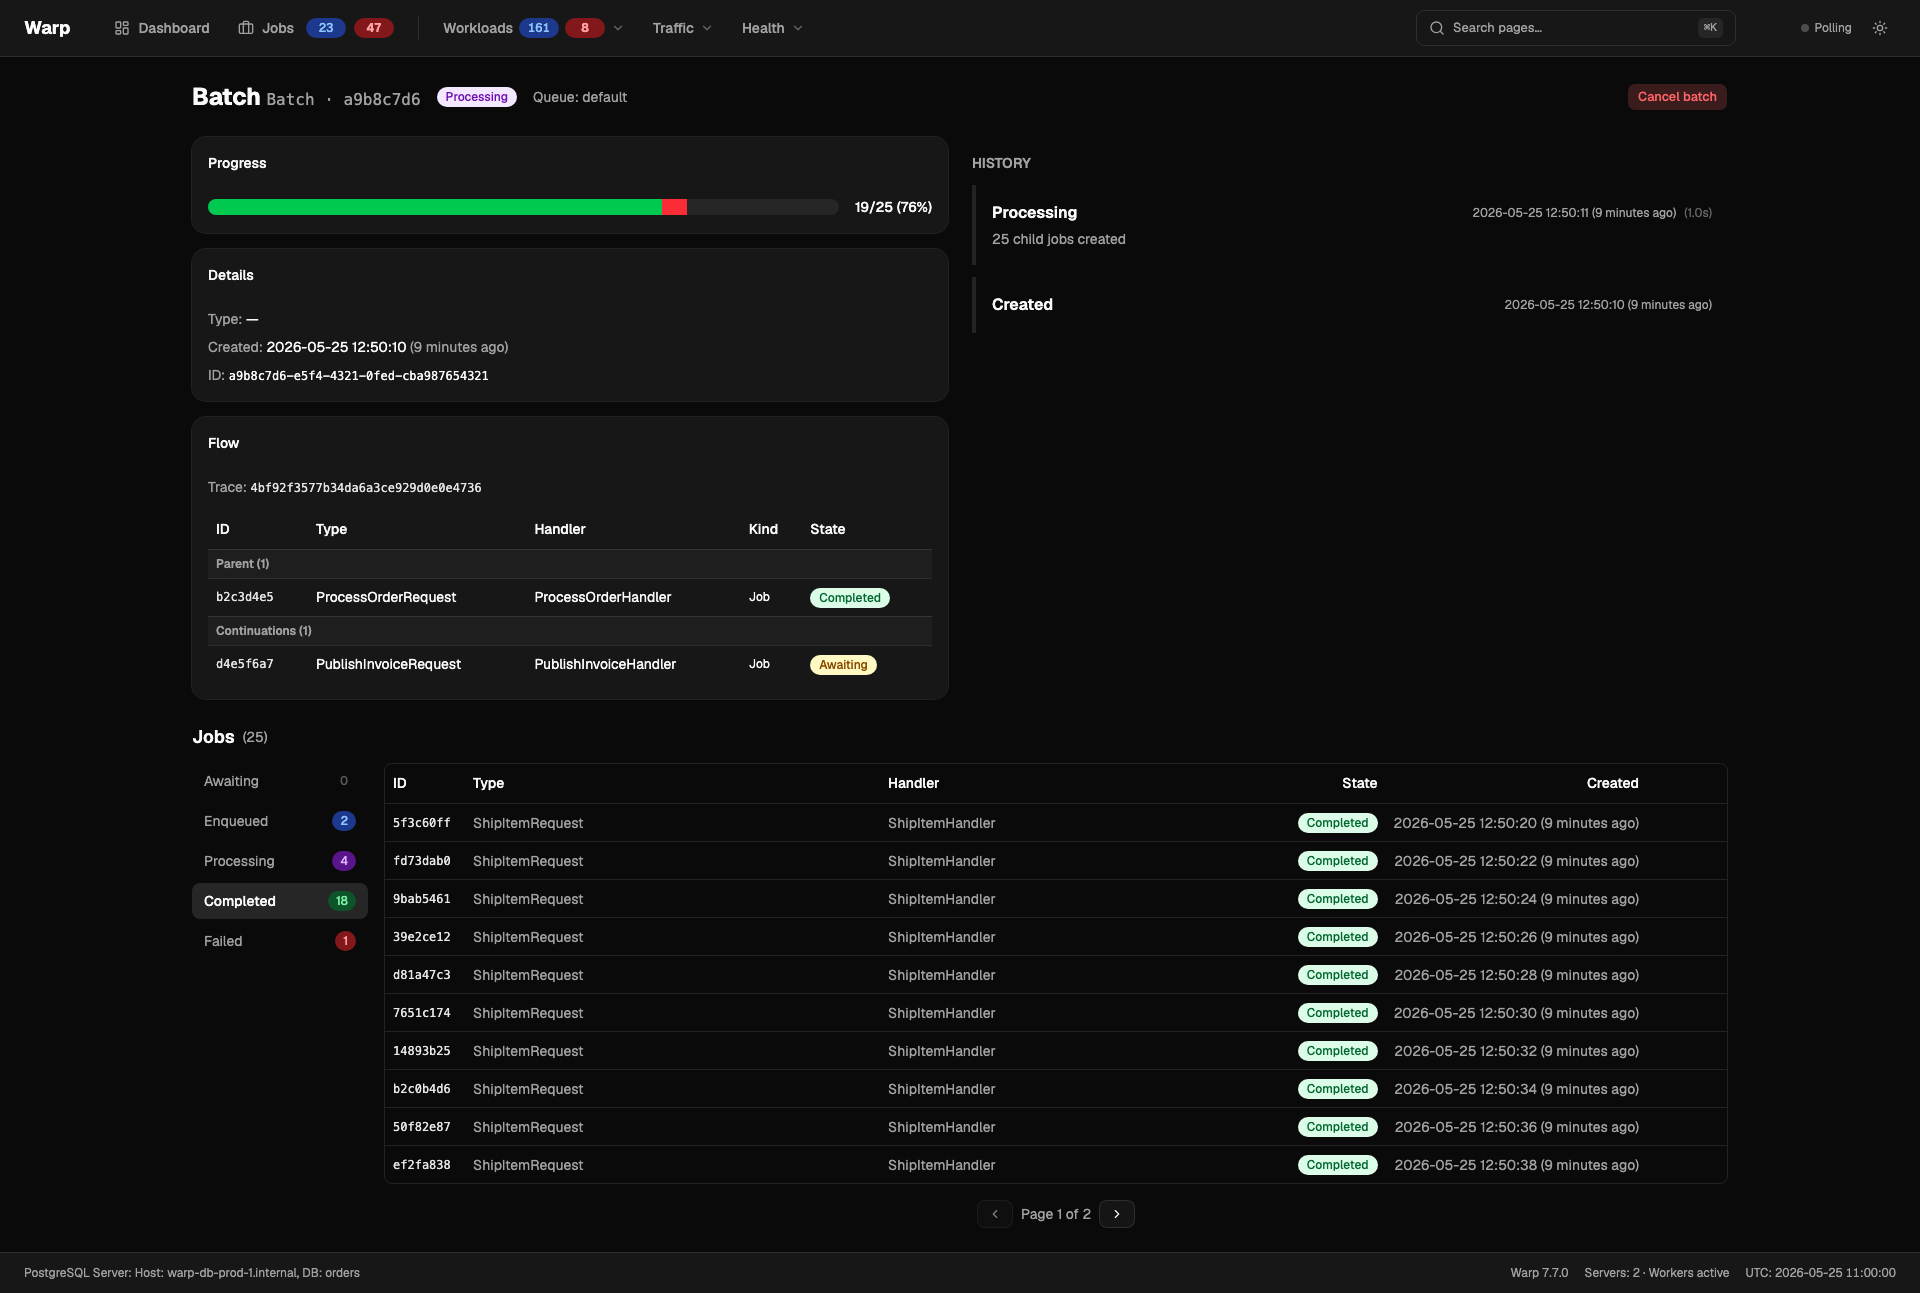 Warp Dashboard Jobs 23 47 Workloads 161 8 Traffic Health Search pages... ⌘K Polling
Batch Batch · a9b8c7d6 Processing Queue: default Cancel batch
Progress
19/25 (76%)
Details
Type: —
Created: 2026-05-25 12:50:10 (9 minutes ago)
ID: a9b8c7d6-e5f4-4321-0fed-cba987654321
Flow
Trace: 4bf92f3577b34da6a3ce929d0e0e4736
ID Type Handler Kind State
Parent (1)
b2c3d4e5 ProcessOrderRequest ProcessOrderHandler Job Completed
Continuations (1)
d4e5f6a7 PublishInvoiceRequest PublishInvoiceHandler Job Awaiting
HISTORY
Processing 2026-05-25 12:50:11 (9 minutes ago) (1.0s)
25 child jobs created
Created 2026-05-25 12:50:10 (9 minutes ago)
Jobs (25)
Awaiting 0
Enqueued 2
Processing 4
Completed 18
Failed 1
ID Type Handler State Created
5f3c60ff ShipItemRequest ShipItemHandler Completed 2026-05-25 12:50:20 (9 minutes ago)
fd73dab0 ShipItemRequest ShipItemHandler Completed 2026-05-25 12:50:22 (9 minutes ago)
9bab5461 ShipItemRequest ShipItemHandler Completed 2026-05-25 12:50:24 (9 minutes ago)
39e2ce12 ShipItemRequest ShipItemHandler Completed 2026-05-25 12:50:26 (9 minutes ago)
d81a47c3 ShipItemRequest ShipItemHandler Completed 2026-05-25 12:50:28 (9 minutes ago)
7651c174 ShipItemRequest ShipItemHandler Completed 2026-05-25 12:50:30 (9 minutes ago)
14893b25 ShipItemRequest ShipItemHandler Completed 2026-05-25 12:50:32 (9 minutes ago)
b2c0b4d6 ShipItemRequest ShipItemHandler Completed 2026-05-25 12:50:34 (9 minutes ago)
50f82e87 ShipItemRequest ShipItemHandler Completed 2026-05-25 12:50:36 (9 minutes ago)
ef2fa838 ShipItemRequest ShipItemHandler Completed 2026-05-25 12:50:38 (9 minutes ago)
Page 1 of 2
PostgreSQL Server: Host: warp-db-prod-1.internal, DB: orders Warp 7.7.0 Servers: 2 · Workers active UTC: 2026-05-25 11:00:00